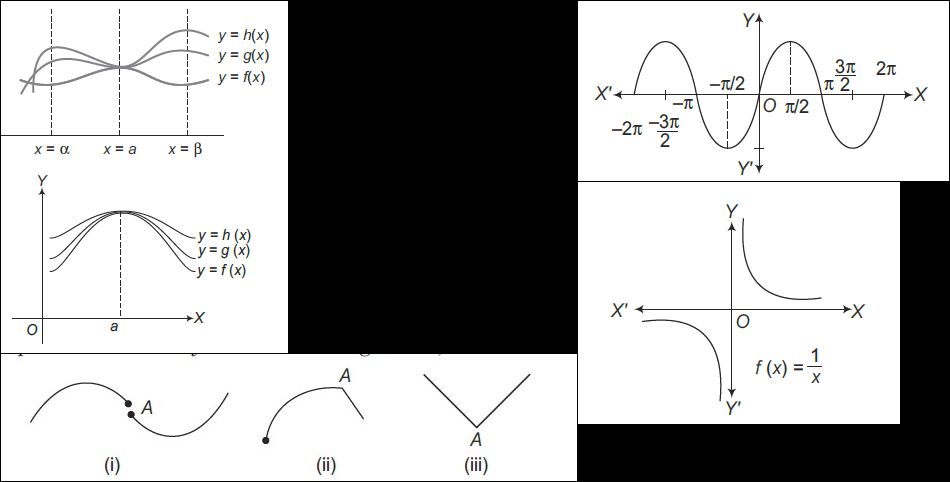 y = h(x)
y = g(x)
y = f(x)
x = α
x = a
x = β
Y
y = h (x)
y = g (x)
y = f (x)
O
a
X
A
A
A
(i)
(ii)
(iii)
Y
X'
X
–2π
–3π
2
–π
–π/2
O
π/2
π
3π
2
2π
Y'
Y
X'
X
O
f (x) = 1
x
Y'